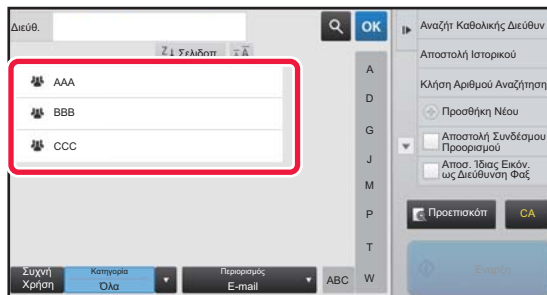 Διεύθ.
OK
Z↓ Σελιδοπ
AAA
BBB
CCC
A
D
G
J
M
P
T
W
ABC
Συχνή
Χρήση
Κατηγορία
Όλα
Περιορισμός
E-mail
Αναζήτ Καθολικής Διεύθυν
Αποστολή Ιστορικού
Κλήση Αριθμού Αναζήτηση
Προσθήκη Νέου
Αποστολή Συνδέσμου
Προορισμού
Αποσ. Ίδιας Εικόν.
ως Διεύθυνση Φαξ
Προεπισκόπ
CA
Έναρξη